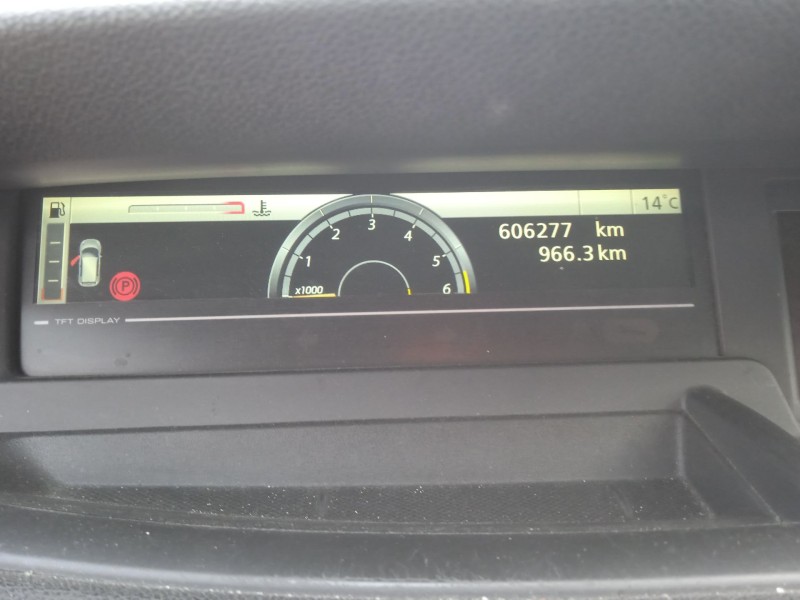 14°C
606277 km
966.3 km
1 2 3 4 5 6
x1000
P
TFT DISPLAY